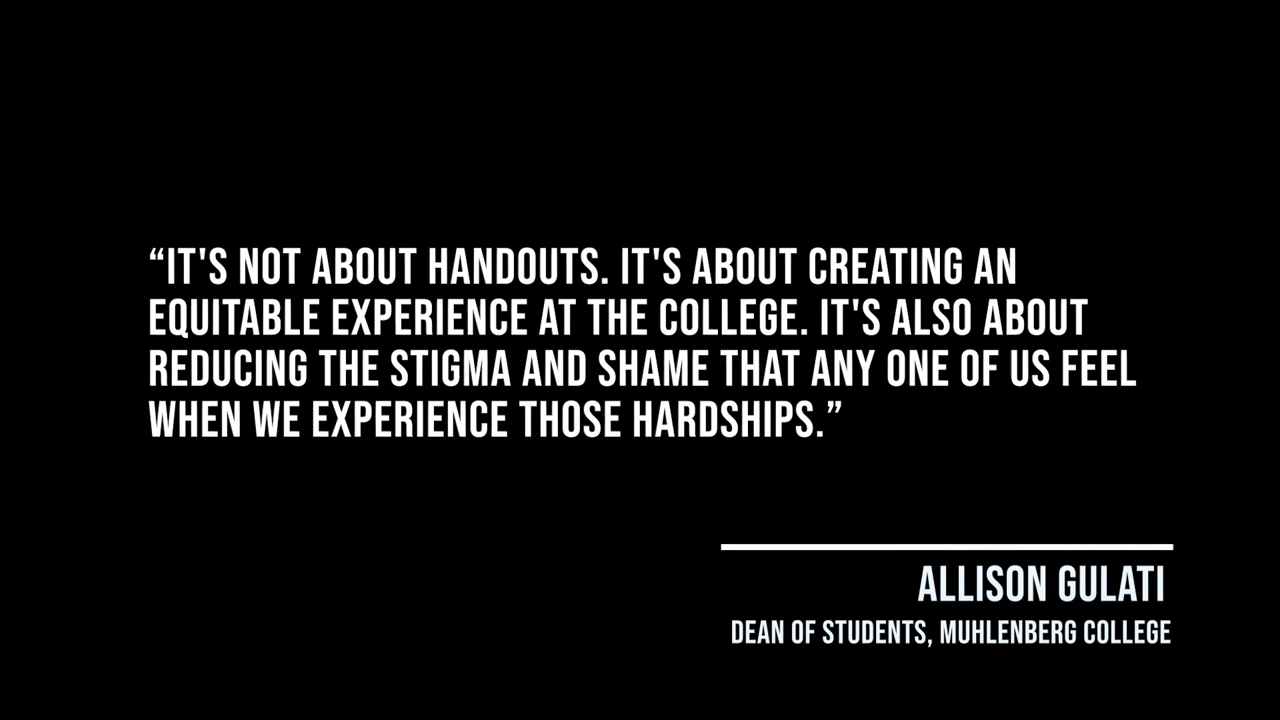 “IT'S NOT ABOUT HANDOUTS. IT'S ABOUT CREATING AN
EQUITABLE EXPERIENCE AT THE COLLEGE. IT'S ALSO ABOUT
REDUCING THE STIGMA AND SHAME THAT ANY ONE OF US FEEL
WHEN WE EXPERIENCE THOSE HARDSHIPS.”
ALLISON GULATI
DEAN OF STUDENTS, MUHLENBERG COLLEGE